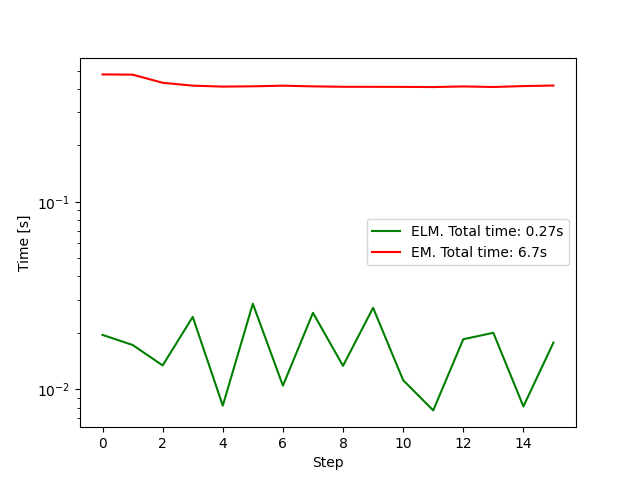 Time [s]
10⁻¹
10⁻²
ELM. Total time: 0.27s
EM. Total time: 6.7s
0 2 4 6 8 10 12 14
Step